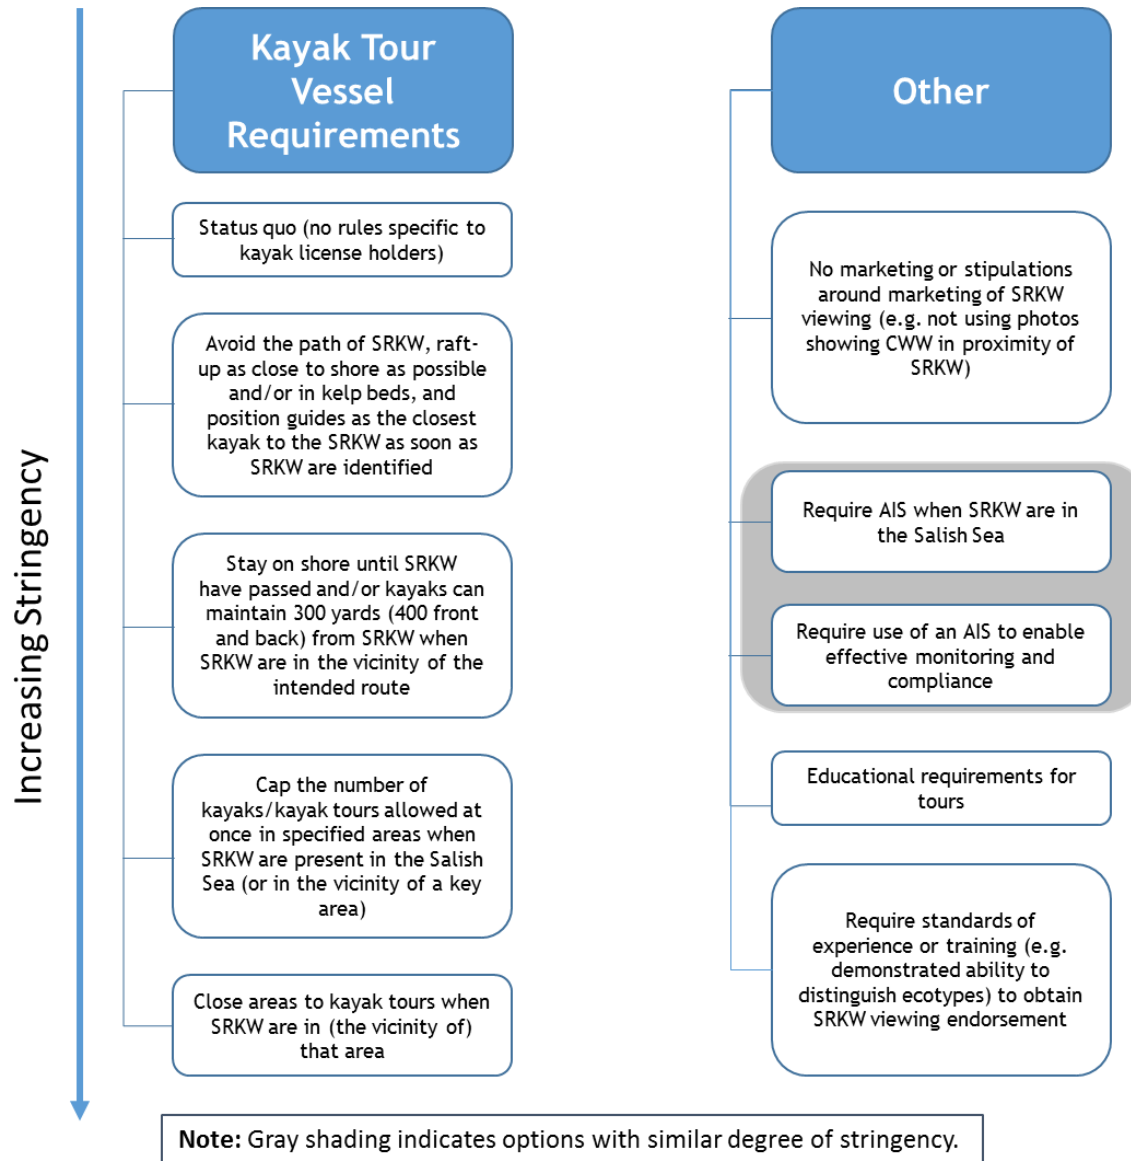 Increasing Stringency
Kayak Tour
Vessel
Requirements
Status quo (no rules specific to
kayak license holders)
Avoid the path of SRKW, raft-
up as close to shore as possible
and/or in kelp beds, and
position guides as the closest
kayak to the SRKW as soon as
SRKW are identified
Stay on shore until SRKW
have passed and/or kayaks can
maintain 300 yards (400 front
and back) from SRKW when
SRKW are in the vicinity of the
intended route
Cap the number of
kayaks/kayak tours allowed at
once in specified areas when
SRKW are present in the Salish
Sea (or in the vicinity of a key
area)
Close areas to kayak tours when
SRKW are in (the vicinity of)
that area
Other
No marketing or stipulations
around marketing of SRKW
viewing (e.g. not using photos
showing CWW in proximity of
SRKW)
Require AIS when SRKW are in
the Salish Sea
Require use of an AIS to enable
effective monitoring and
compliance
Educational requirements for
tours
Require standards of
experience or training (e.g.
demonstrated ability to
distinguish ecotypes) to obtain
SRKW viewing endorsement
Note: Gray shading indicates options with similar degree of stringency.